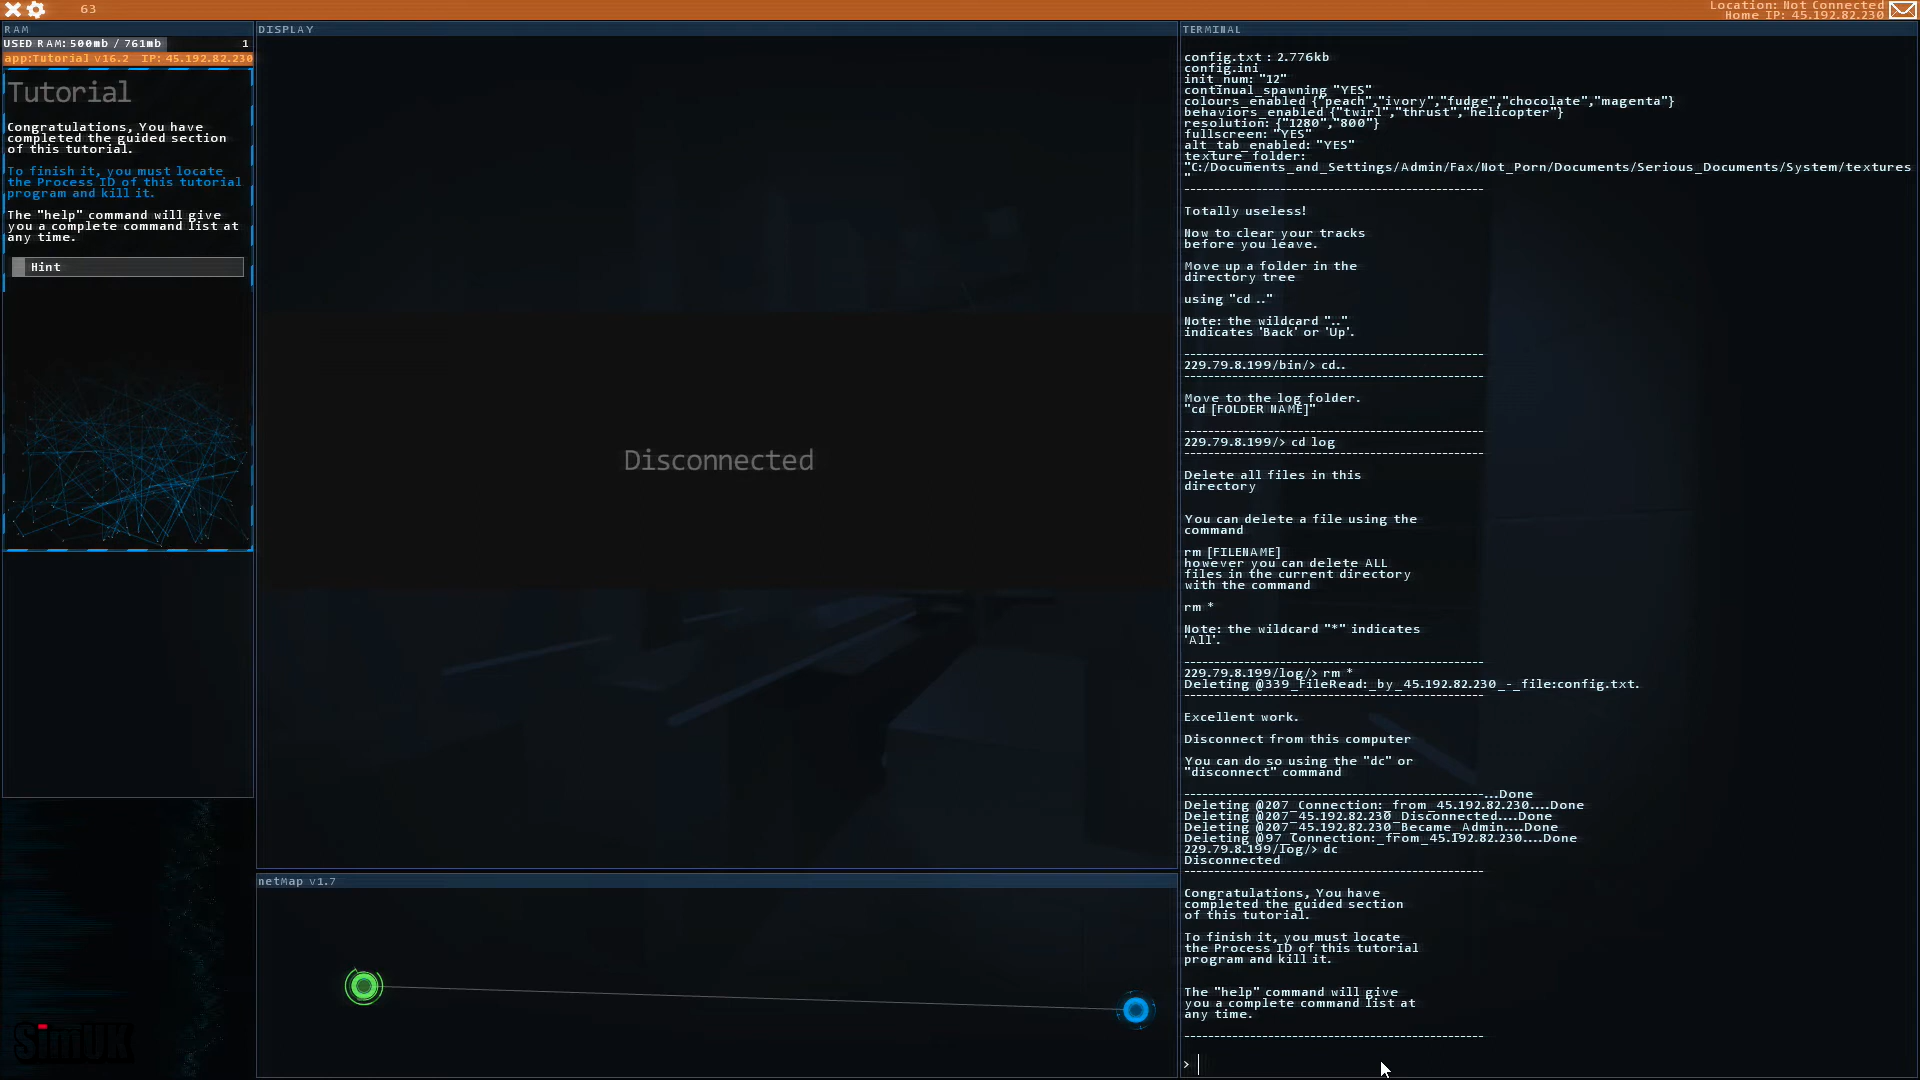 63
Location: Not Connected
Home IP: 45.192.82.230
RAM
USED RAM: 500mb / 761mb 1
app:Tutorial v16.2 IP: 45.192.82.230
Tutorial
Congratulations, You have
completed the guided section
of this tutorial.
To finish it, you must locate
the Process ID of this tutorial
program and kill it.
The "help" command will give
you a complete command list at
any time.
Hint
SimUK
DISPLAY
Disconnected
netMap v1.7
TERMINAL
config.txt : 2.776kb
config.ini
init_num: "12"
continual_spawning "YES"
colours_enabled {"peach","ivory","fudge","chocolate","magenta"}
behaviors_enabled {"twirl","thrust","helicopter"}
resolution: {"1280","800"}
fullscreen: "YES"
alt_tab_enabled: "YES"
texture_folder:
"C:/Documents_and_Settings/Admin/Fax/Not_Porn/Documents/Serious_Documents/System/textures
"
--------------------------------------------------
Totally useless!
Now to clear your tracks
before you leave.
Move up a folder in the
directory tree
using "cd .."
Note: the wildcard ".."
indicates 'Back' or 'Up'.
--------------------------------------------------
229.79.8.199/bin/> cd..
--------------------------------------------------
Move to the log folder.
"cd [FOLDER NAME]"
--------------------------------------------------
229.79.8.199/> cd log
--------------------------------------------------
Delete all files in this
directory
You can delete a file using the
command
rm [FILENAME]
however you can delete ALL
files in the current directory
with the command
rm *
Note: the wildcard "*" indicates
'All'.
--------------------------------------------------
229.79.8.199/log/> rm *
Deleting @339_FileRead:_by_45.192.82.230_-_file:config.txt.
--------------------------------------------------
Excellent work.
Disconnect from this computer
You can do so using the "dc" or
"disconnect" command
--------------------------------------------------...Done
Deleting @207_Connection:_from_45.192.82.230....Done
Deleting @207_45.192.82.230_Disconnected....Done
Deleting @207_45.192.82.230_Became_Admin....Done
Deleting @97_Connection:_from_45.192.82.230....Done
229.79.8.199/log/> dc
Disconnected
--------------------------------------------------
Congratulations, You have
completed the guided section
of this tutorial.
To finish it, you must locate
the Process ID of this tutorial
program and kill it.
The "help" command will give
you a complete command list at
any time.
--------------------------------------------------
>